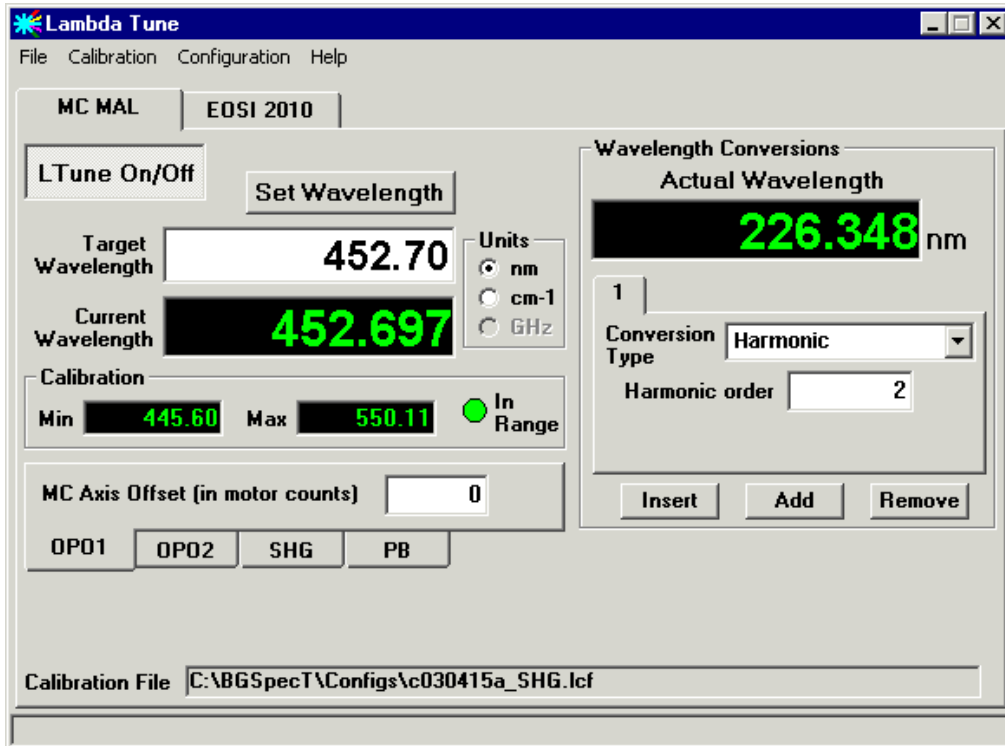 Lambda Tune
File Calibration Configuration Help
MC MAL EOSI 2010
LTune On/Off
Set Wavelength
Target Wavelength
452.70
Units
nm
cm-1
GHz
Current Wavelength
452.697
Calibration
Min 445.60 Max 550.11 In Range
MC Axis Offset (in motor counts) 0
OPO1 OPO2 SHG PB
Wavelength Conversions
Actual Wavelength
226.348 nm
1
Conversion Type Harmonic
Harmonic order 2
Insert Add Remove
Calibration File C:\BGSpecT\Configs\c030415a_SHG.lcf